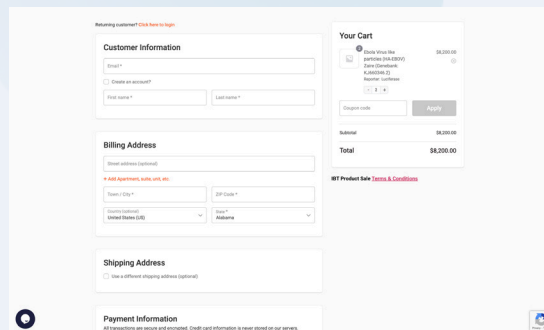 Returning customer? Click here to login
Customer Information
Email *
Create an account?
First name *
Last name *
Billing Address
Street address (optional)
+ Add Apartment, suite, unit, etc.
Town / City *
ZIP Code *
Country (optional)
United States (US)
State *
Alabama
Shipping Address
Use a different shipping address (optional)
Payment Information
All transactions are secure and encrypted. Credit card information is never stored on our servers.
Your Cart
2
Ebola Virus-like
particles (HA-EBOV)
Zaire (Genebank
KJ660346.2)
Reporter: Luciferase
$8,200.00
- 2 +
Coupon code
Apply
Subtotal
$8,200.00
Total
$8,200.00
IBT Product Sale Terms & Conditions